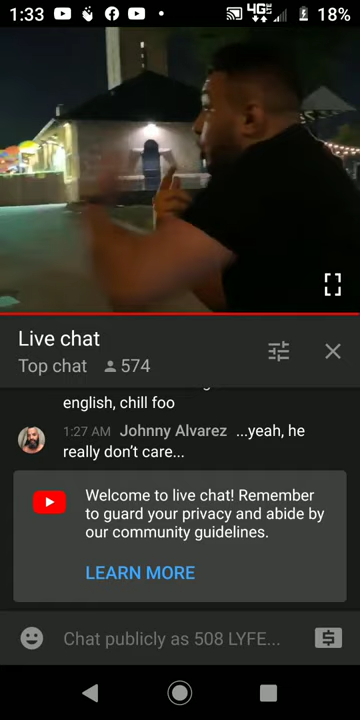 1:33
4G LTE
18%
Live chat
Top chat 574
english, chill foo
1:27 AM Johnny Alvarez ...yeah, he
really don't care...
Welcome to live chat! Remember
to guard your privacy and abide by
our community guidelines.
LEARN MORE
Chat publicly as 508 LYFE...